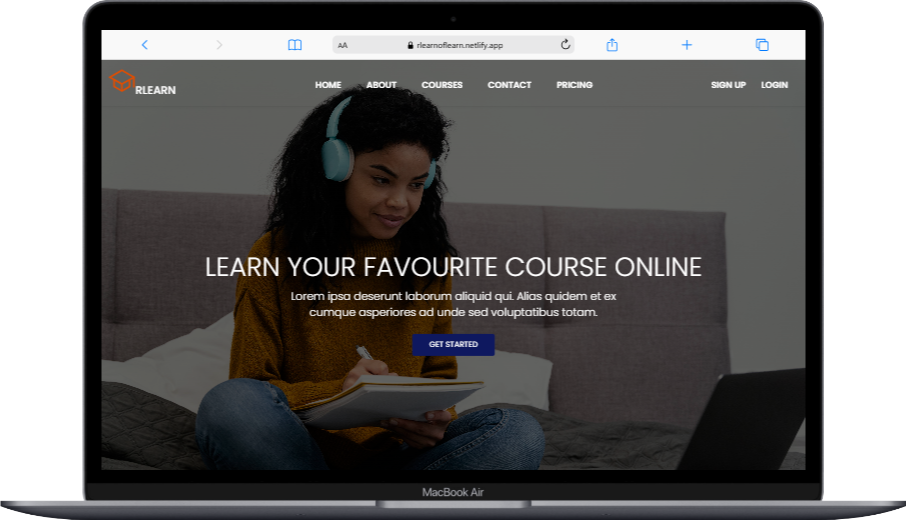 AA rlearnoflearn.netlify.app
RLEARN HOME ABOUT COURSES CONTACT PRICING SIGN UP LOGIN
LEARN YOUR FAVOURITE COURSE ONLINE
Lorem ipsa deserunt laborum aliquid qui. Alias quidem et ex
cumque asperiores ad unde sed voluptatibus totam.
GET STARTED
MacBook Air